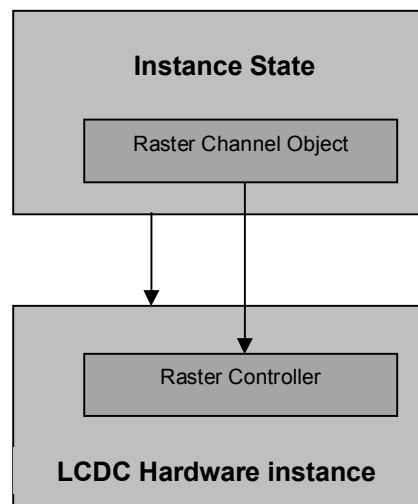 Instance State
Raster Channel Object
Raster Controller
LCDC Hardware instance